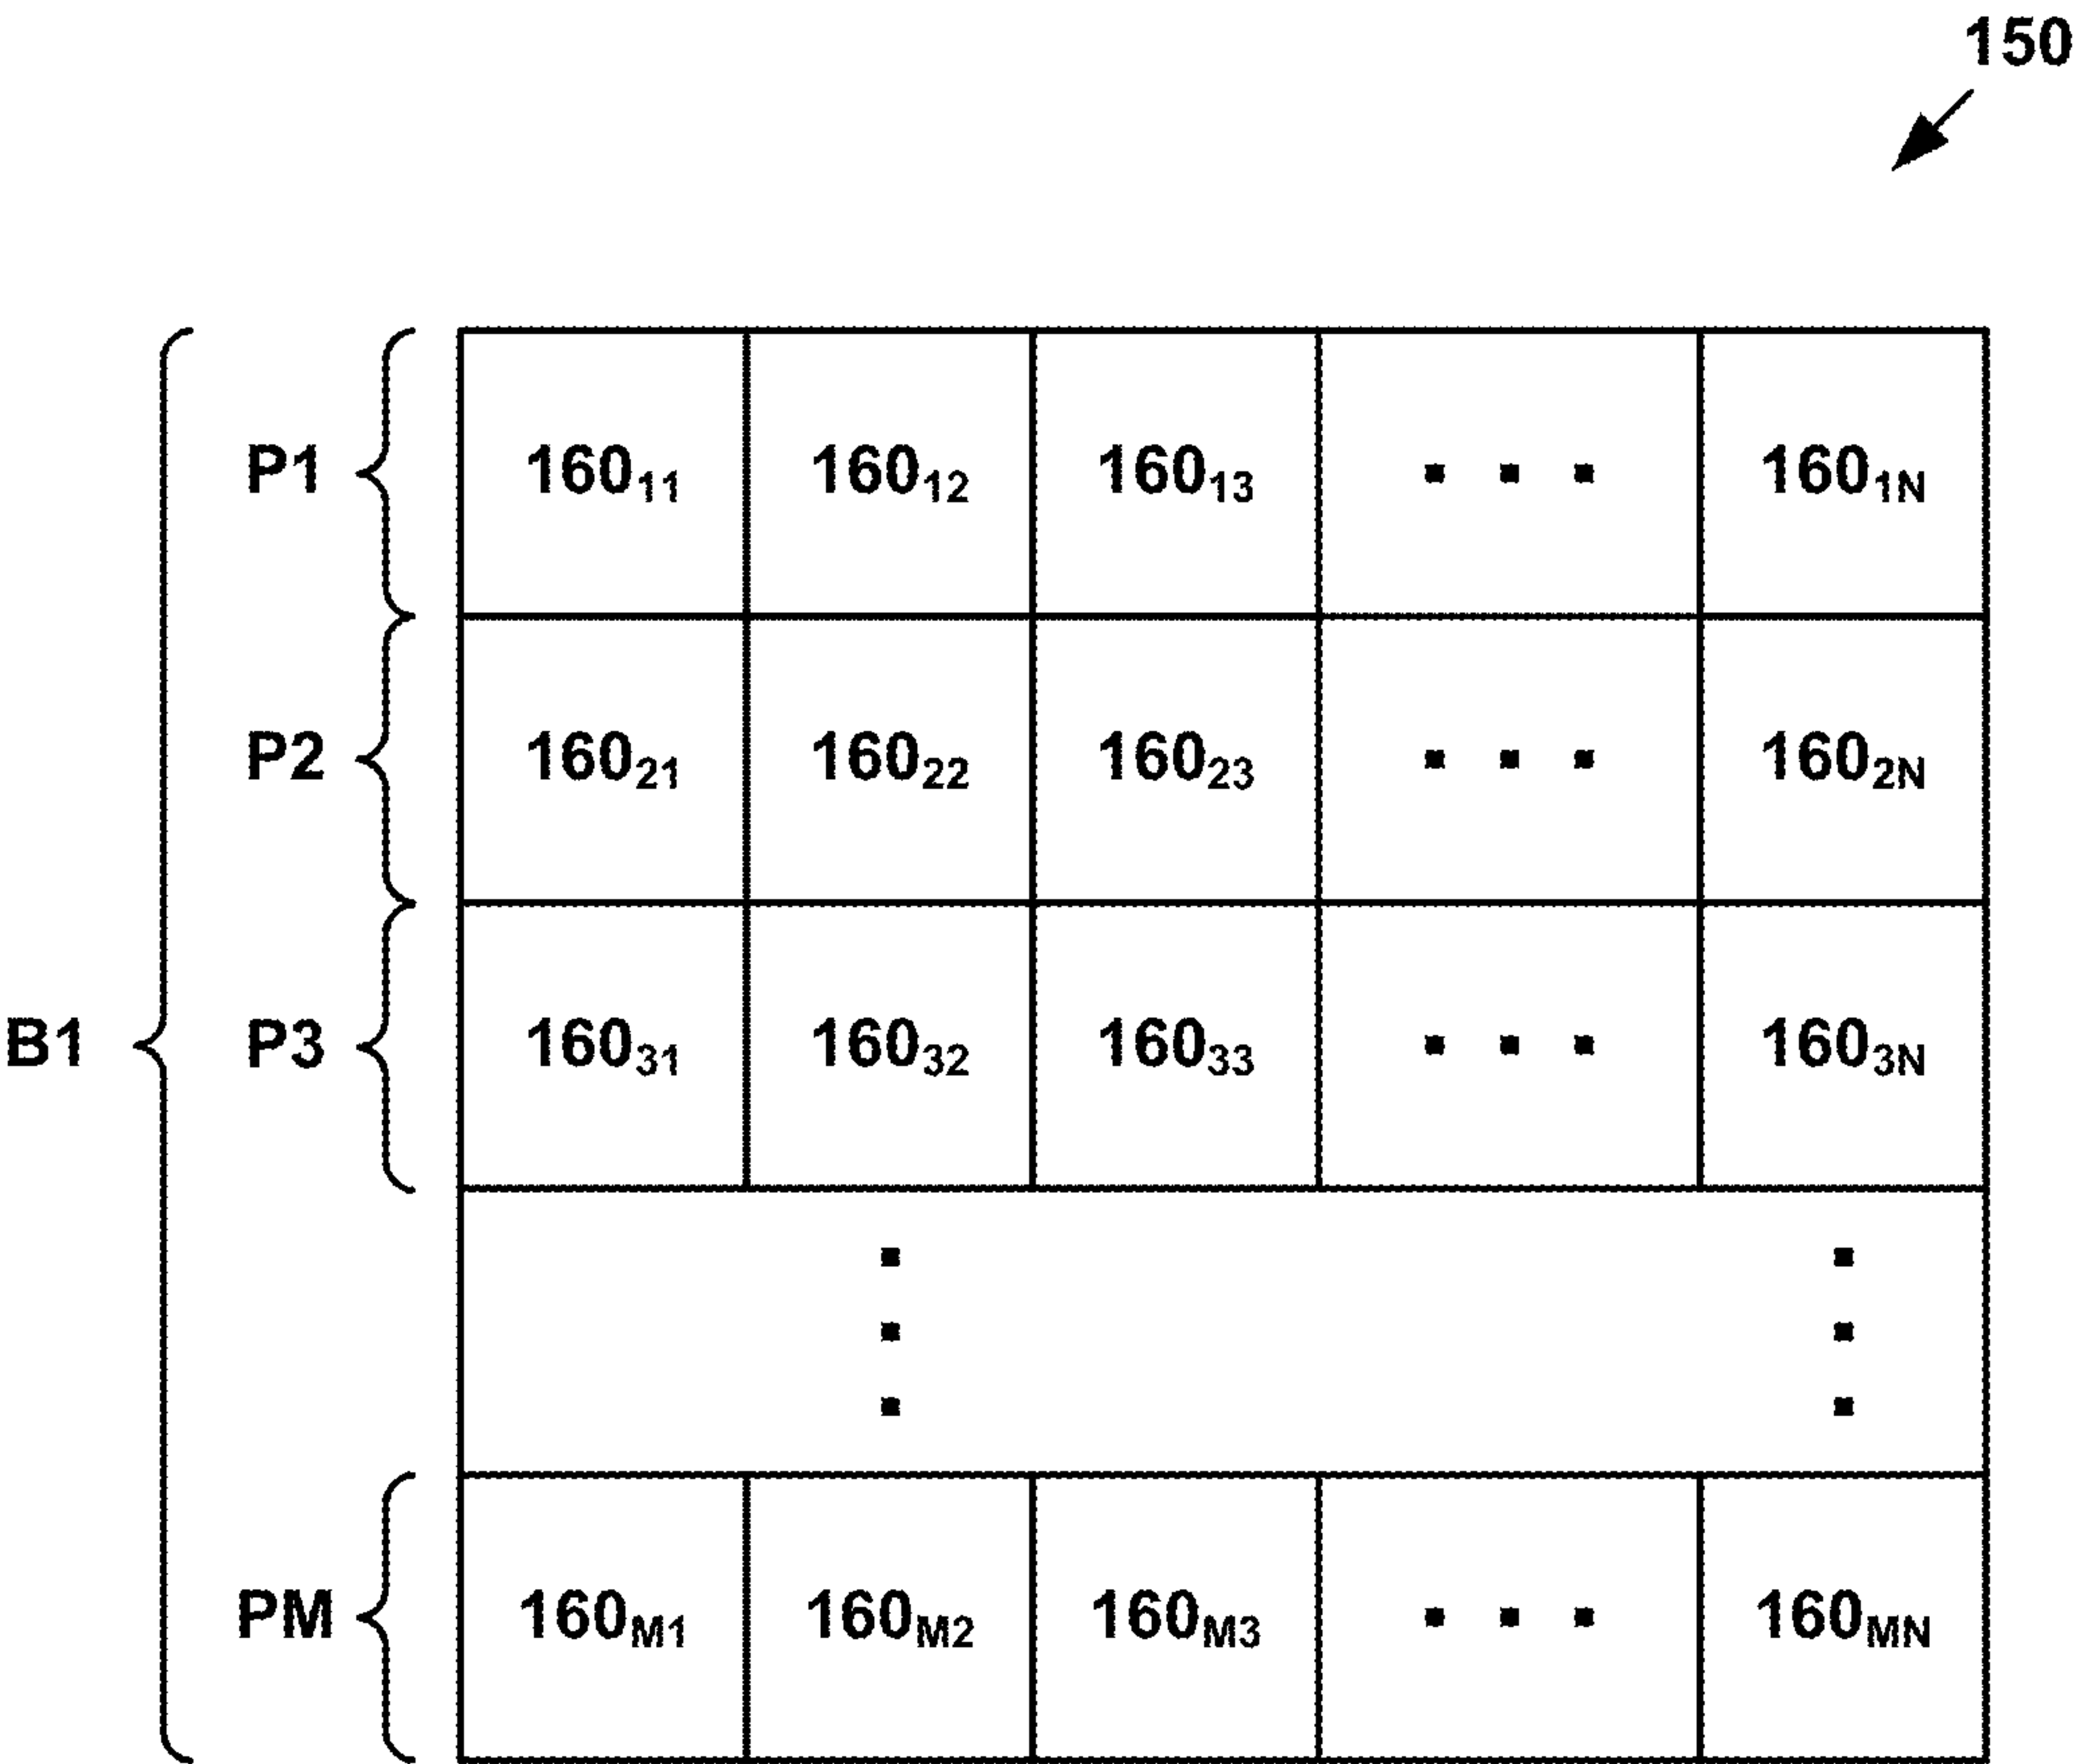 150
P1 160₁₁ 160₁₂ 160₁₃ ▪ ▪ ▪ 160₁N
P2 160₂₁ 160₂₂ 160₂₃ ▪ ▪ ▪ 160₂N
B1 P3 160₃₁ 160₃₂ 160₃₃ ▪ ▪ ▪ 160₃N
PM 160M₁ 160M₂ 160M₃ ▪ ▪ ▪ 160MN